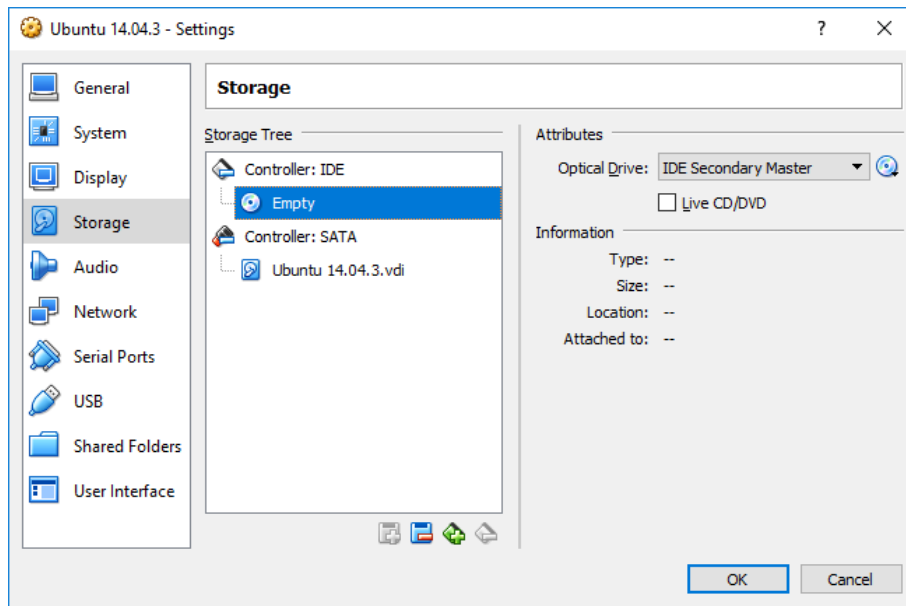 Ubuntu 14.04.3 - Settings
?
General
System
Display
Storage
Audio
Network
Serial Ports
USB
Shared Folders
User Interface
Storage
Storage Tree
Controller: IDE
Empty
Controller: SATA
Ubuntu 14.04.3.vdi
Attributes
Optical Drive: IDE Secondary Master
Live CD/DVD
Information
Type: --
Size: --
Location: --
Attached to: --
OK Cancel